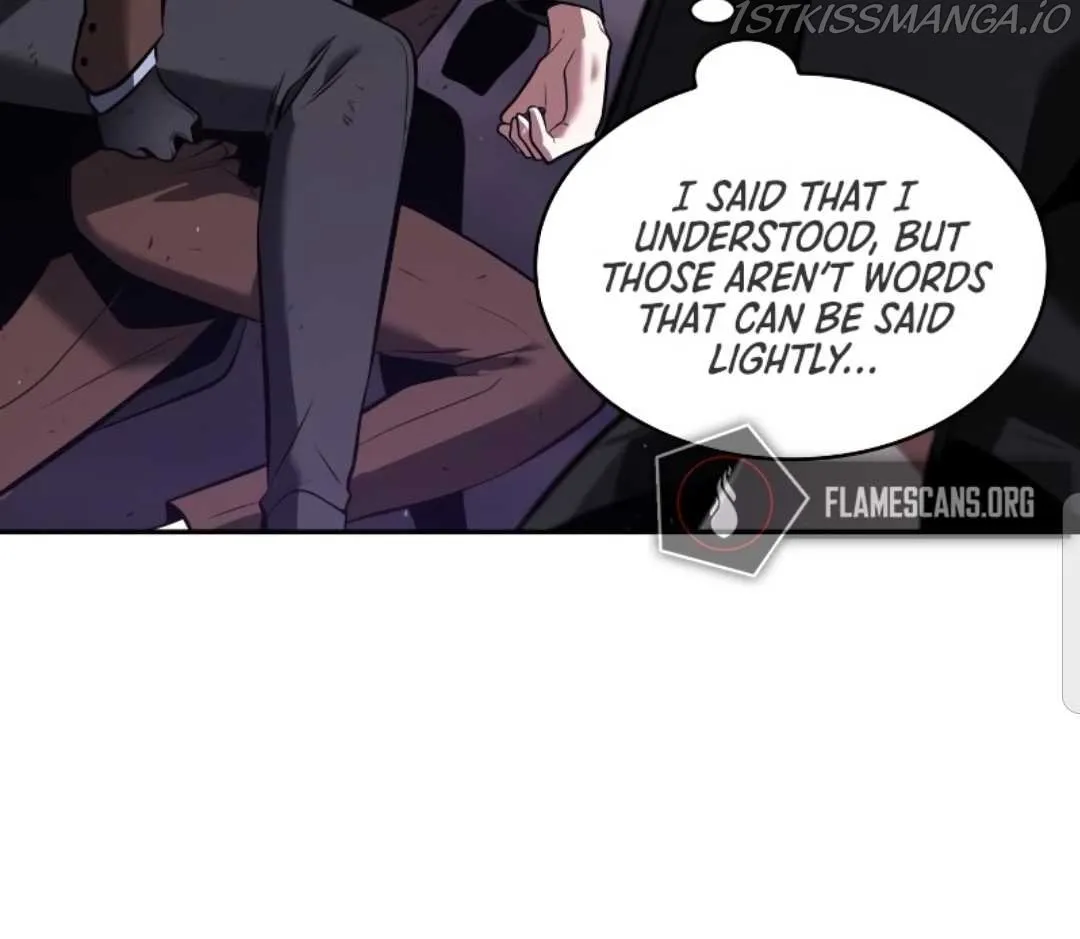 1STKISSMANGA.IO
I SAID THAT I
UNDERSTOOD, BUT
THOSE AREN'T WORDS
THAT CAN BE SAID
LIGHTLY...
FLAMESCANS.ORG